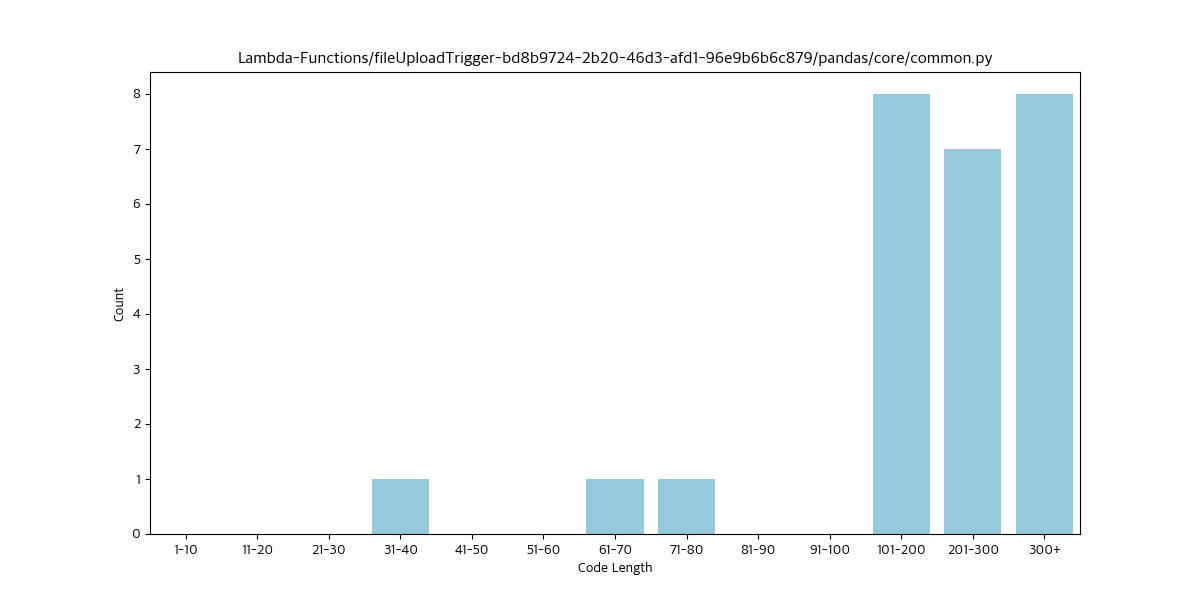 Lambda-Functions/fileUploadTrigger-bd8b9724-2b20-46d3-afd1-96e9b6b6c879/pandas/core/common.py
8
7
6
5
4
3
2
1
0
Count
1-10 11-20 21-30 31-40 41-50 51-60 61-70 71-80 81-90 91-100 101-200 201-300 300+
Code Length